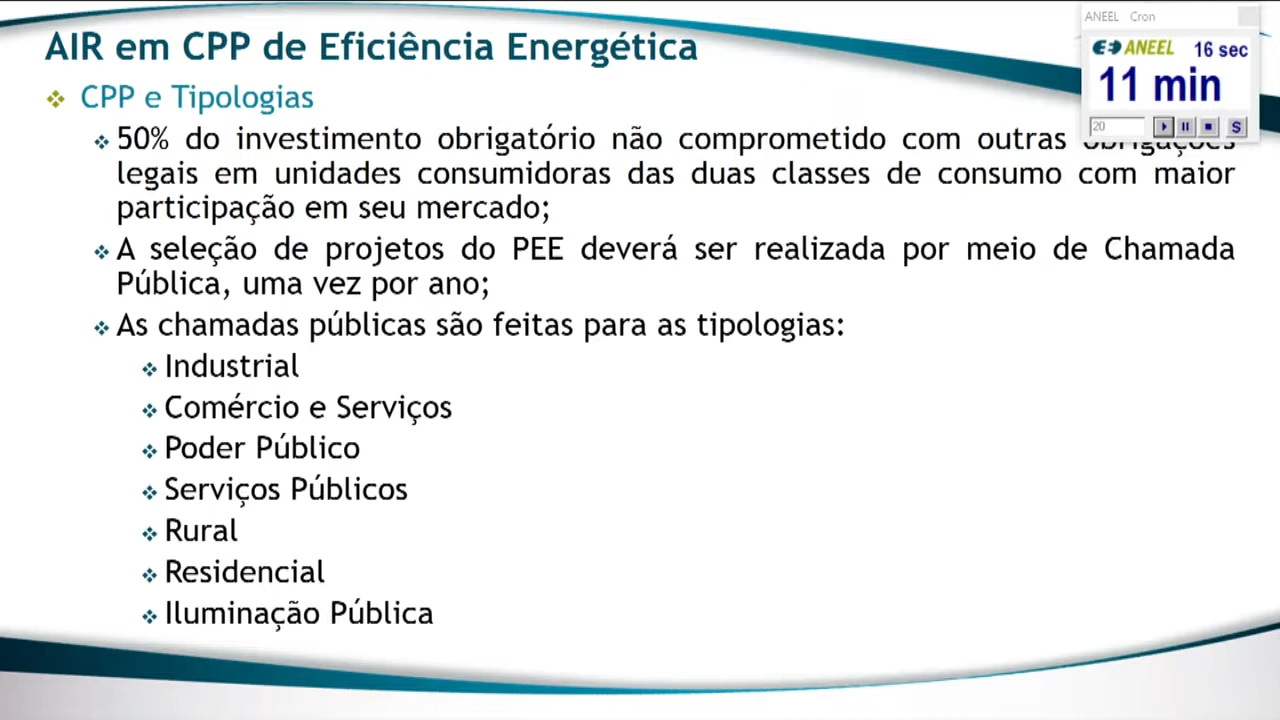 AIR em CPP de Eficiência Energética
ANEEL Cron
ANEEL 16 sec
11 min
20
S
CPP e Tipologias
50% do investimento obrigatório não comprometido com outras obrigações
legais em unidades consumidoras das duas classes de consumo com maior
participação em seu mercado;
A seleção de projetos do PEE deverá ser realizada por meio de Chamada
Pública, uma vez por ano;
As chamadas públicas são feitas para as tipologias:
Industrial
Comércio e Serviços
Poder Público
Serviços Públicos
Rural
Residencial
Iluminação Pública